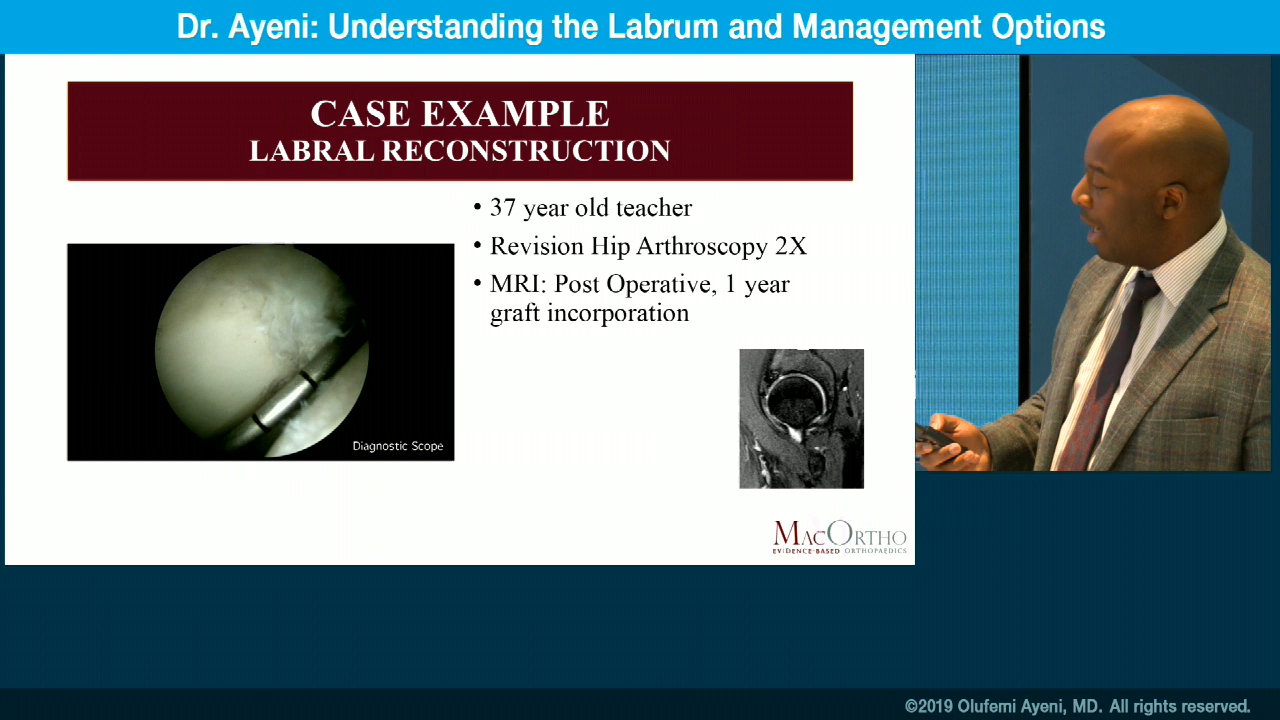 Dr. Ayeni: Understanding the Labrum and Management Options
CASE EXAMPLE
LABRAL RECONSTRUCTION
• 37 year old teacher
• Revision Hip Arthroscopy 2X
• MRI: Post Operative, 1 year
graft incorporation
Diagnostic Scope
MACORTHO
EVIDENCE-BASED ORTHOPAEDICS
©2019 Olufemi Ayeni, MD. All rights reserved.